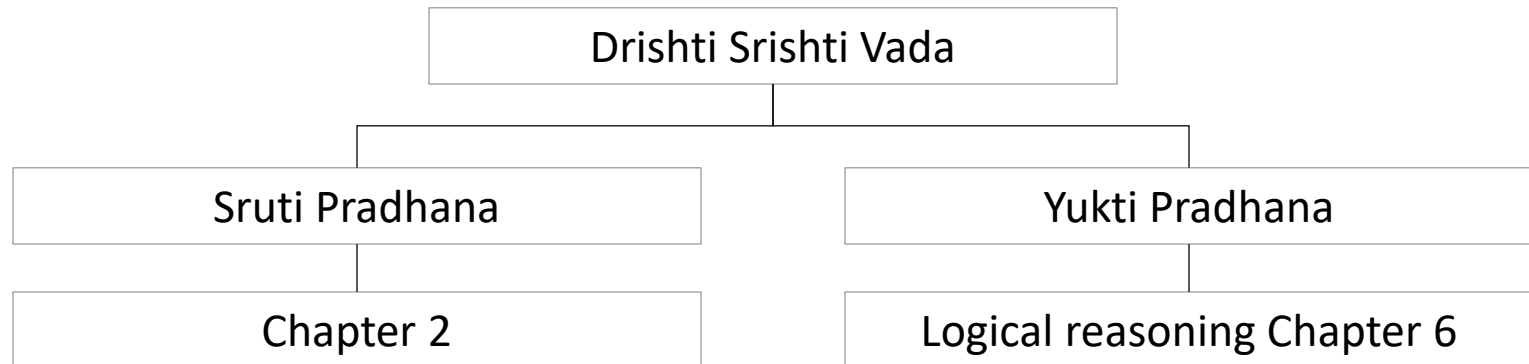 Drishti Srishti Vada
Sruti Pradhana
Yukti Pradhana
Chapter 2
Logical reasoning Chapter 6